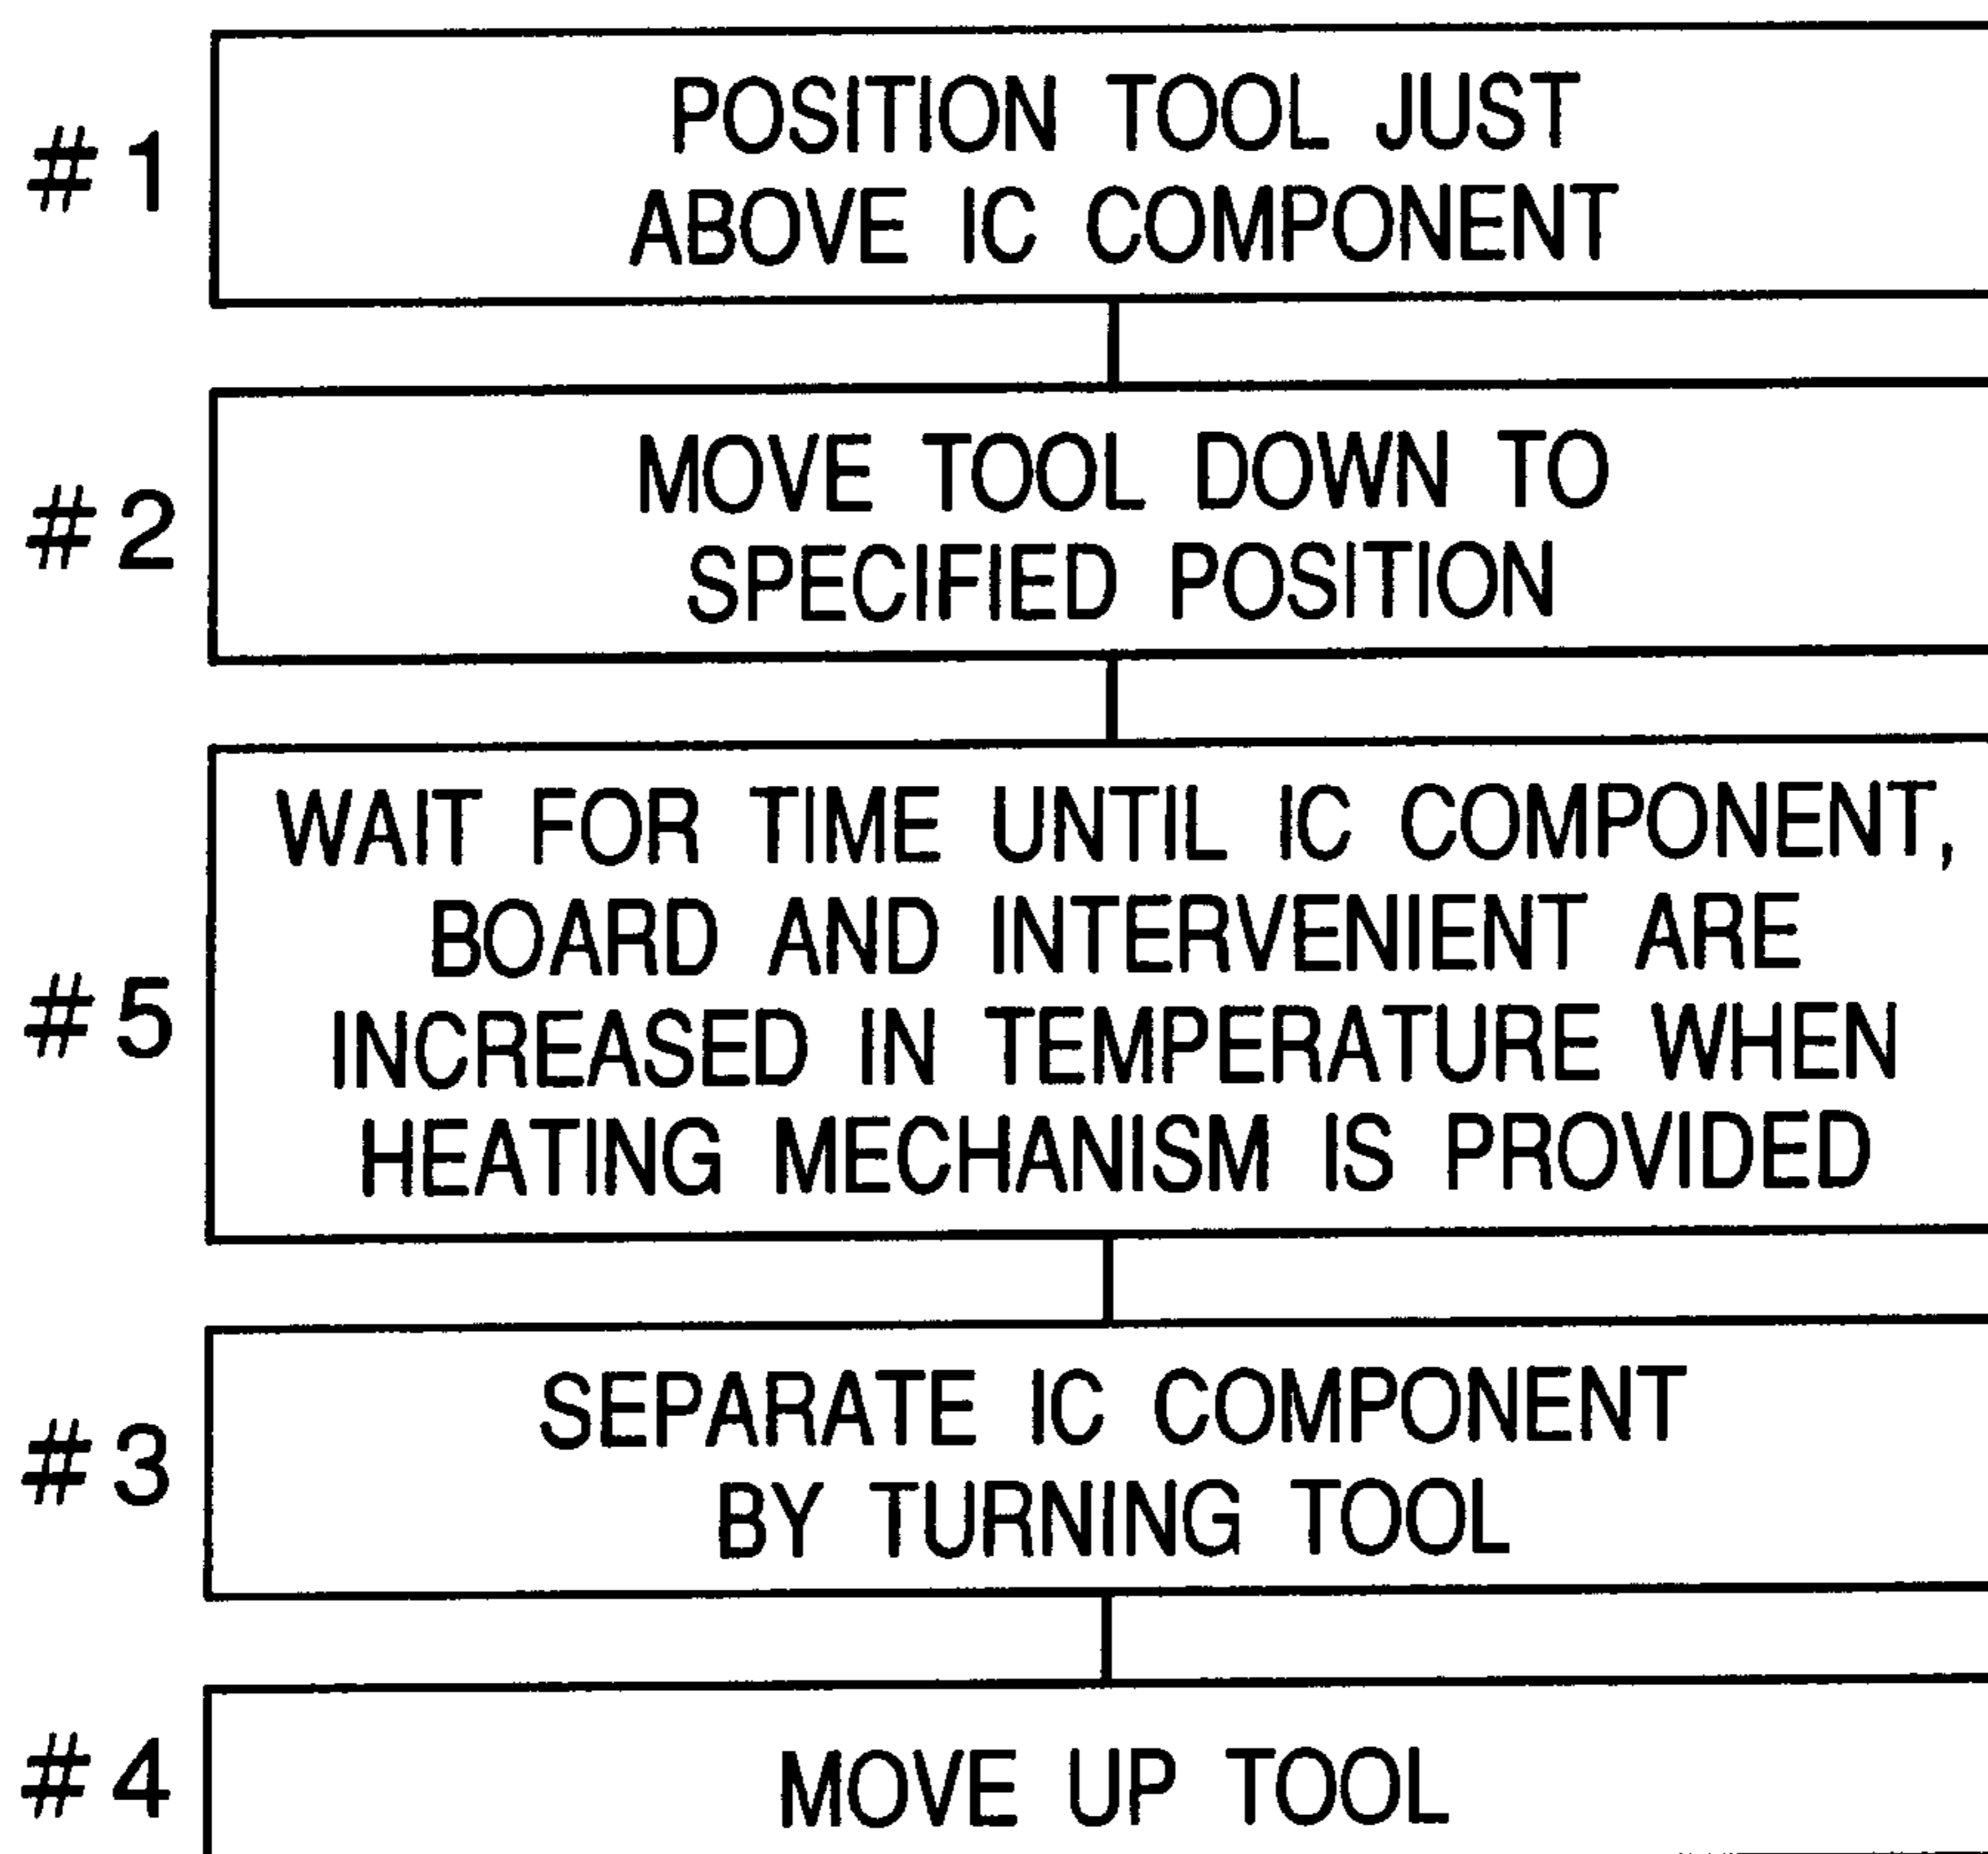 #1
POSITION TOOL JUST
ABOVE IC COMPONENT
#2
MOVE TOOL DOWN TO
SPECIFIED POSITION
#5
WAIT FOR TIME UNTIL IC COMPONENT,
BOARD AND INTERVENIENT ARE
INCREASED IN TEMPERATURE WHEN
HEATING MECHANISM IS PROVIDED
#3
SEPARATE IC COMPONENT
BY TURNING TOOL
#4
MOVE UP TOOL